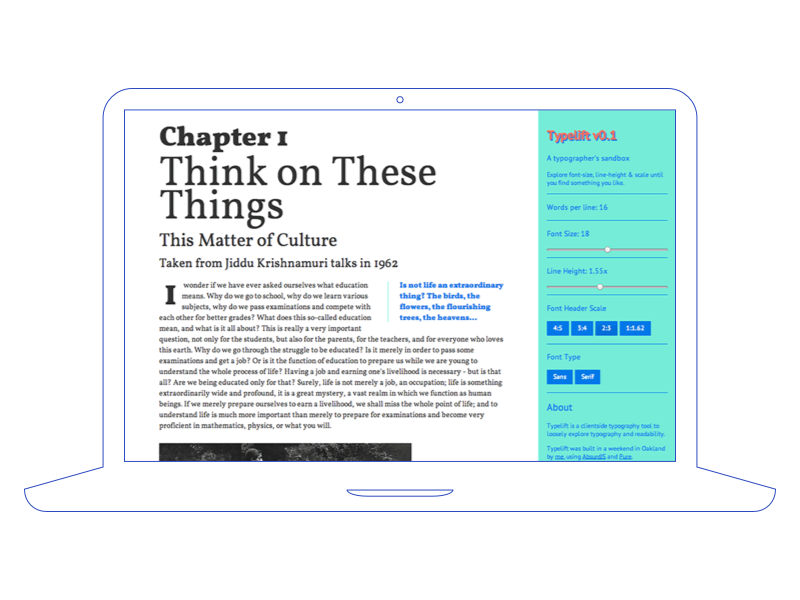 Chapter 1
Think on These
Things
This Matter of Culture
Taken from Jiddu Krishnamuri talks in 1962
I wonder if we have ever asked ourselves what education
means. Why do we go to school, why do we learn various
subjects, why do we pass examinations and compete with
each other for better grades? What does this so-called education
mean, and what is it all about? This is really a very important
question, not only for the students, but also for the parents, for the teachers, and for everyone who loves
this earth. Why do we go through the struggle to be educated? Is it merely in order to pass some
examinations and get a job? Or is it the function of education to prepare us while we are young to
understand the whole process of life? Having a job and earning one's livelihood is necessary - but is that
all? Are we being educated only for that? Surely, life is not merely a job, an occupation; life is something
extraordinarily wide and profound, it is a great mystery, a vast realm in which we function as human
beings. If we merely prepare ourselves to earn a livelihood, we shall miss the whole point of life; and to
understand life is much more important than merely to prepare for examinations and become very
proficient in mathematics, physics, or what you will.
Is not life an extraordinary
thing? The birds, the
flowers, the flourishing
trees, the heavens...
Typelift v0.1
A typographer's sandbox
Explore font-size, line-height & scale until
you find something you like.
Words per line: 16
Font Size: 18
Line Height: 1.55x
Font Header Scale
4:5 3:4 2:3 1:1.62
Font Type
Sans Serif
About
Typelift is a clientside typography tool to
loosely explore typography and readability.
Typelift was built in a weekend in Oakland
by me, using AbsurdJS and Pure.